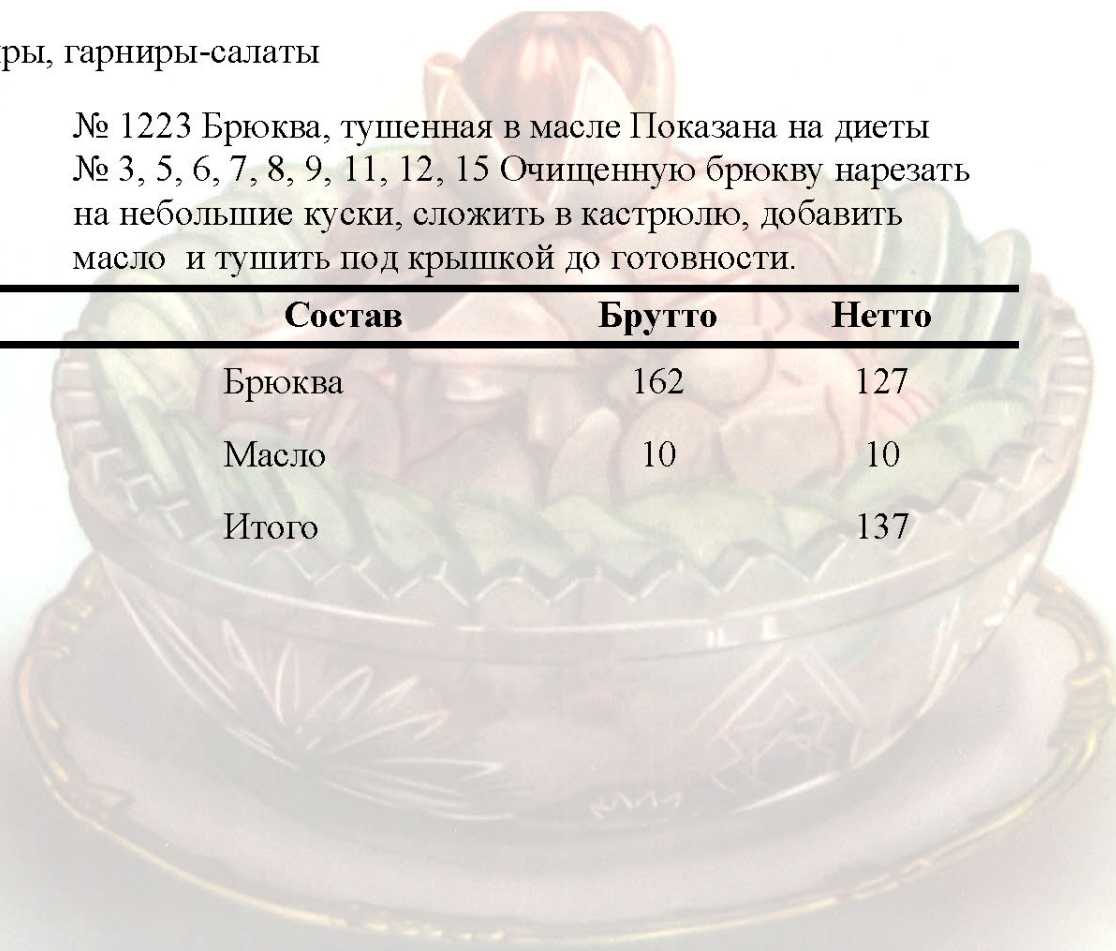 гарниры-салаты
№ 1223 Брюква, тушенная в масле Показана на диеты
№ 3, 5, 6, 7, 8, 9, 11, 12, 15 Очищенную брюкву нарезать
на небольшие куски, сложить в кастрюлю, добавить
масло и тушить под крышкой до готовности.
Состав Брутто Нетто
Брюква 162 127
Масло 10 10
Итого 137